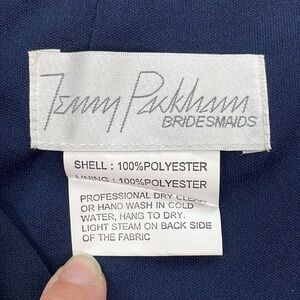 Jenny Packham
BRIDESMAIDS
SHELL : 100%POLYESTER
LINING : 100%POLYESTER
PROFESSIONAL DRY CLEAN
OR HAND WASH IN COLD
WATER, HANG TO DRY.
LIGHT STEAM ON BACK SIDE
OF THE FABRIC